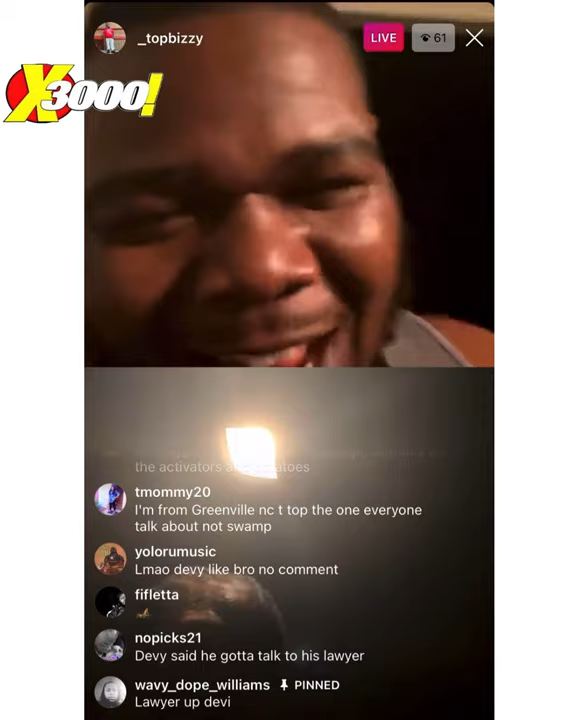 _topbizzy
LIVE
61
X3000!
the activators
tmommy20
I'm from Greenville nc t top the one everyone
talk about not swamp
yolorumusic
Lmao devy like bro no comment
fifletta
nopicks21
Devy said he gotta talk to his lawyer
wavy_dope_williams PINNED
Lawyer up devi